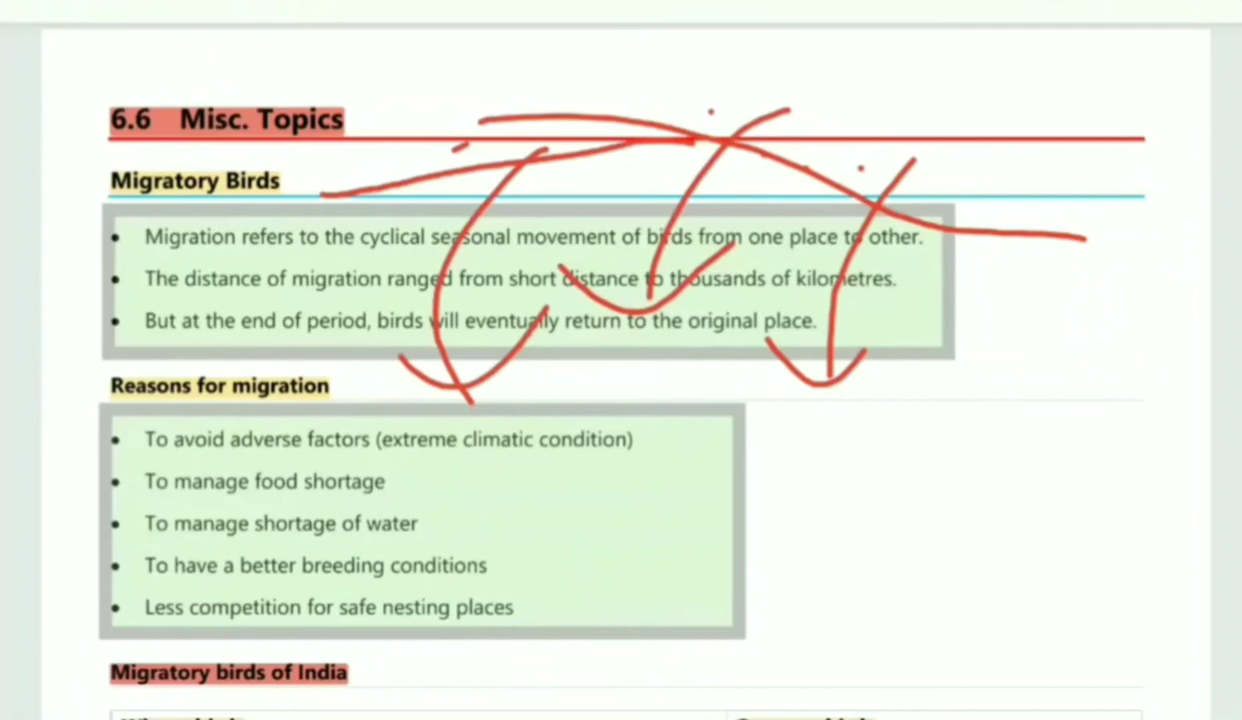 6.6 Misc. Topics
Migratory Birds
• Migration refers to the cyclical seasonal movement of birds from one place to other.
• The distance of migration ranged from short distance to thousands of kilometres.
• But at the end of period, birds will eventually return to the original place.
Reasons for migration
• To avoid adverse factors (extreme climatic condition)
• To manage food shortage
• To manage shortage of water
• To have a better breeding conditions
• Less competition for safe nesting places
Migratory birds of India